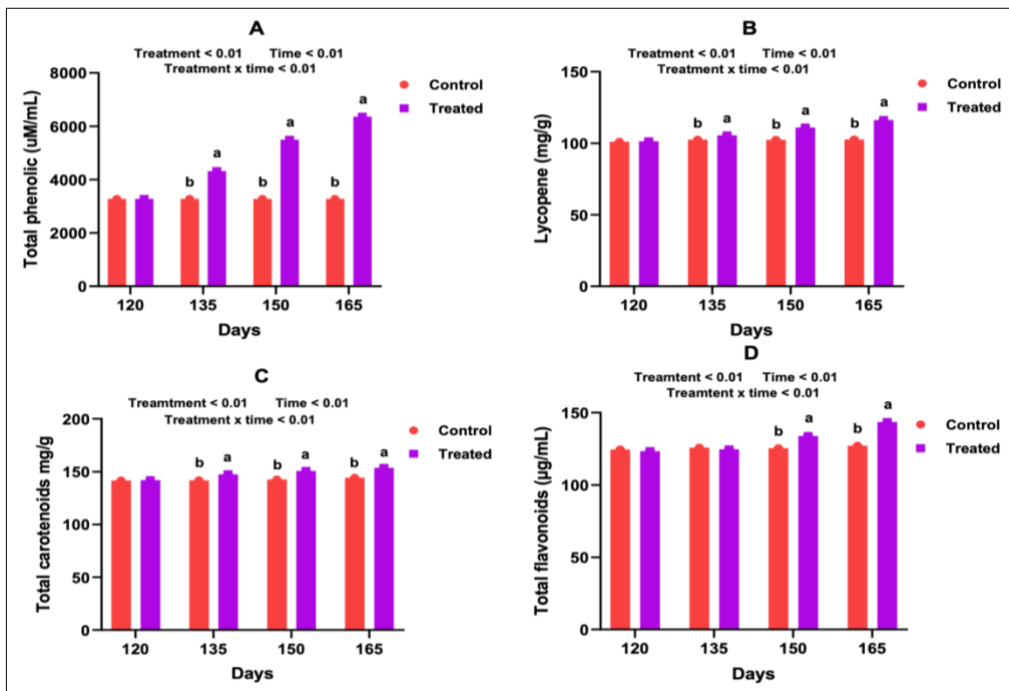 A
Treatment < 0.01 Time < 0.01
Treatment x time < 0.01
Total phenolic (uM/mL)
8000
6000
4000
2000
0
b a b a b a
120 135 150 165
Days
Control
Treated
B
Treatment < 0.01 Time < 0.01
Treatment x time < 0.01
Lycopene (mg/g)
150
100
50
0
b a b a b a
120 135 150 165
Days
Control
Treated
C
Treamtment < 0.01 Time < 0.01
Treatment x time < 0.01
Total carotenoids mg/g
200
150
100
50
0
b a b a b a
120 135 150 165
Days
Control
Treated
D
Treamtent < 0.01 Time < 0.01
Treamtent x time < 0.01
Total flavonoids (µg/mL)
150
100
50
0
b a b a
120 135 150 165
Days
Control
Treated